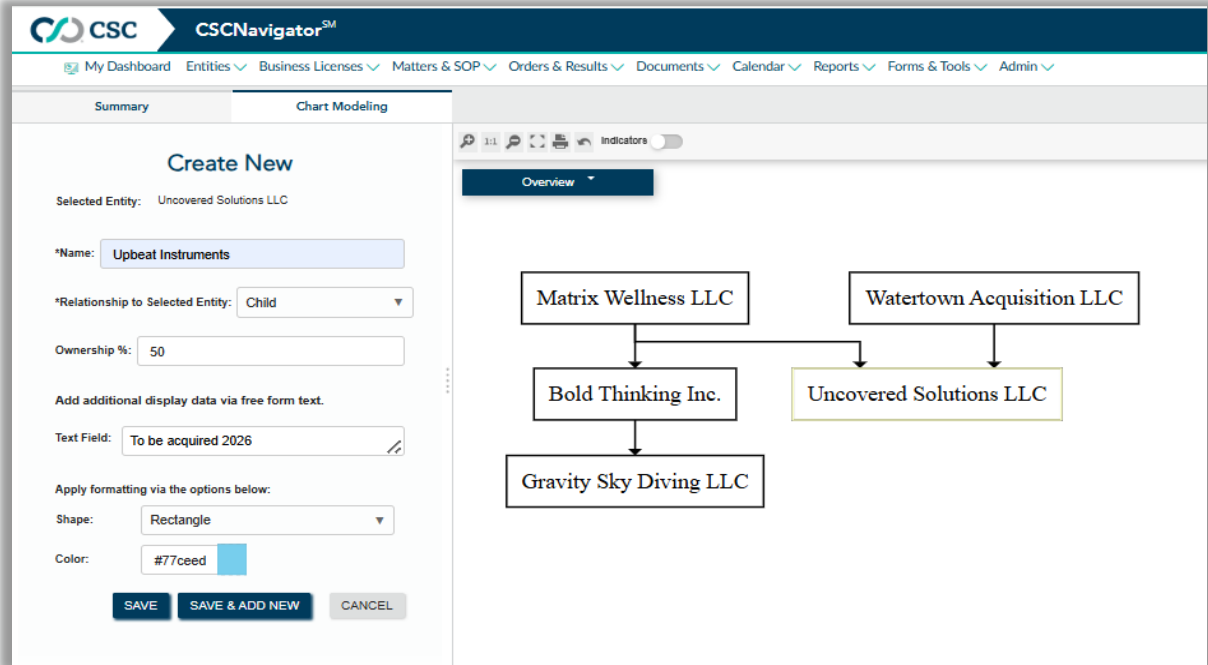 CSC
CSCNavigator℠
My Dashboard Entities Business Licenses Matters & SOP Orders & Results Documents Calendar Reports Forms & Tools Admin
Summary Chart Modeling
Create New
Selected Entity: Uncovered Solutions LLC
*Name: Upbeat Instruments
*Relationship to Selected Entity: Child
Ownership %: 50
Add additional display data via free form text.
Text Field: To be acquired 2026
Apply formatting via the options below:
Shape: Rectangle
Color: #77ceed
SAVE SAVE & ADD NEW CANCEL
1:1 Indicators
Overview
Matrix Wellness LLC Watertown Acquisition LLC
Bold Thinking Inc. Uncovered Solutions LLC
Gravity Sky Diving LLC